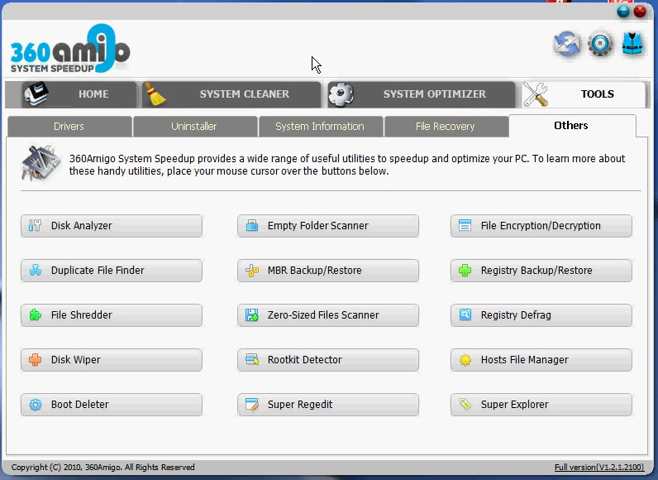 360amigo
SYSTEM SPEEDUP
HOME
SYSTEM CLEANER
SYSTEM OPTIMIZER
TOOLS
Drivers
Uninstaller
System Information
File Recovery
Others
360Amigo System Speedup provides a wide range of useful utilities to speedup and optimize your PC. To learn more about
these handy utilities, place your mouse cursor over the buttons below.
Disk Analyzer
Empty Folder Scanner
File Encryption/Decryption
Duplicate File Finder
MBR Backup/Restore
Registry Backup/Restore
File Shredder
Zero-Sized Files Scanner
Registry Defrag
Disk Wiper
Rootkit Detector
Hosts File Manager
Boot Deleter
Super Regedit
Super Explorer
Copyright (C) 2010, 360Amigo. All Rights Reserved
Full version(V1.2.1.2100)